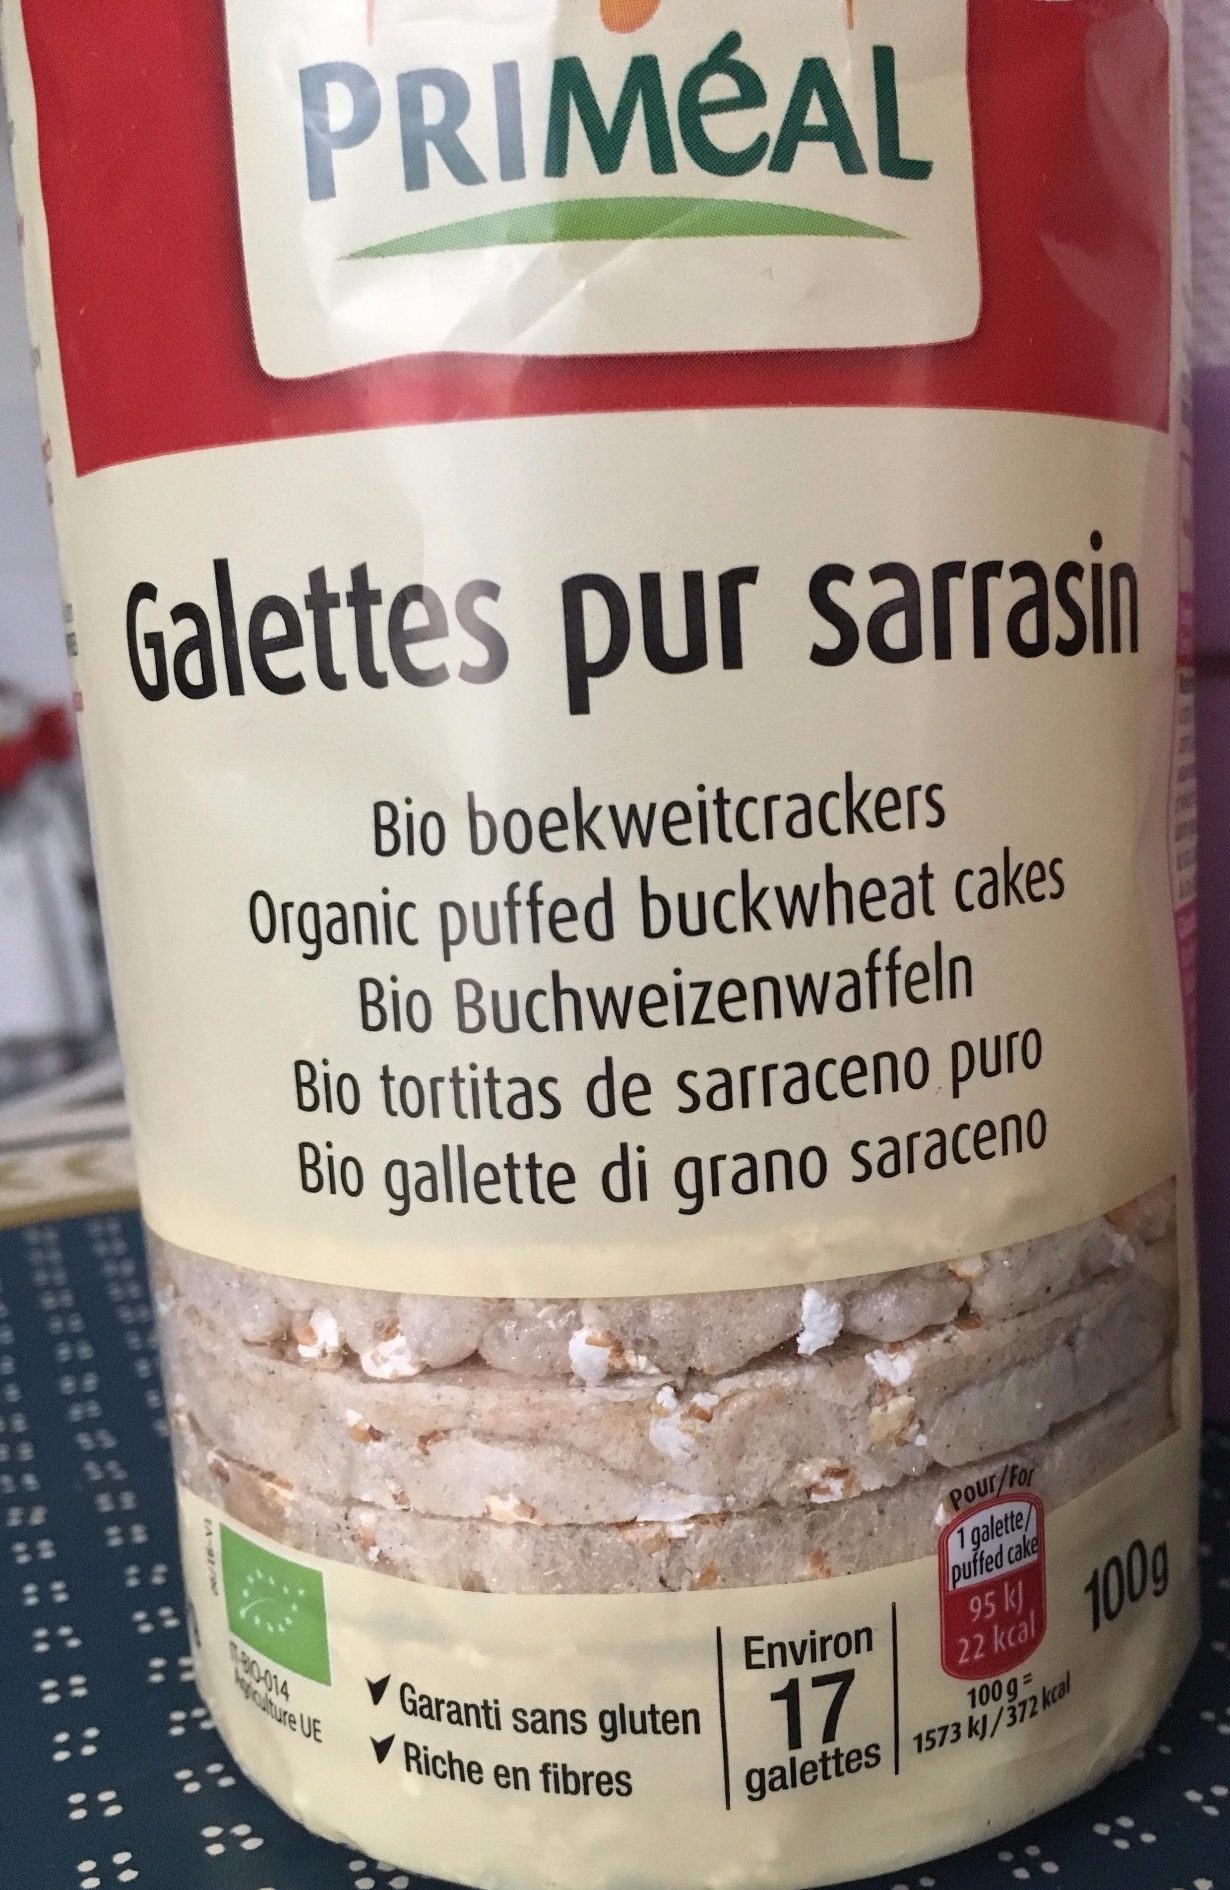 PRIMéAL
Galettes pur sarrasin
Bio boekweitcrackers
Organic puffed buckwheat cakes
Bio Buchweizenwaffeln
Bio tortitas de sarraceno puro
Bio gallette di grano saraceno
IT-BIO-014
Agriculture UE
✔ Garanti sans gluten
✔ Riche en fibres
Environ
17
galettes
Pour/For
1 galette/
puffed cake
95 kJ
22 kcal
100 g =
1573 kJ/372 kcal
100g